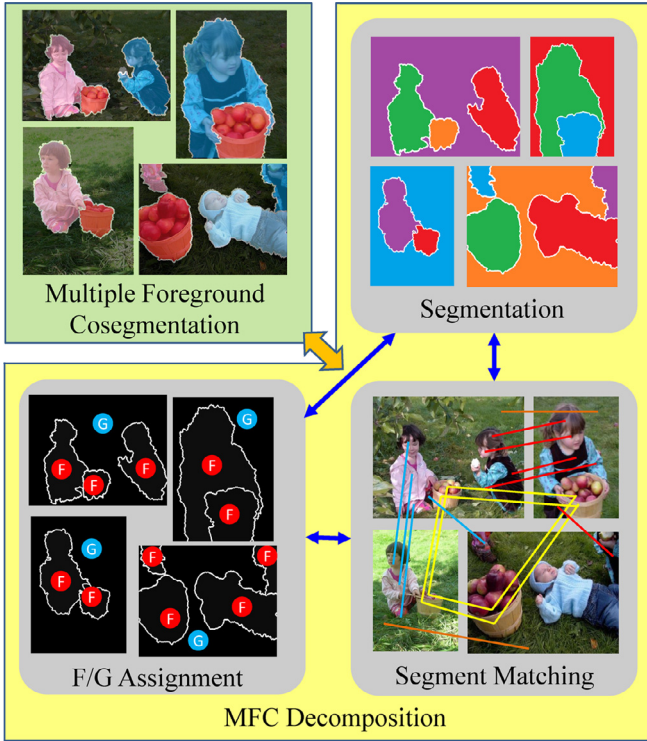 Multiple Foreground
Cosegmentation
Segmentation
G
F
F
F
G
F
F
G
F
F
F
F
F
F
G
F/G Assignment
Segment Matching
MFC Decomposition